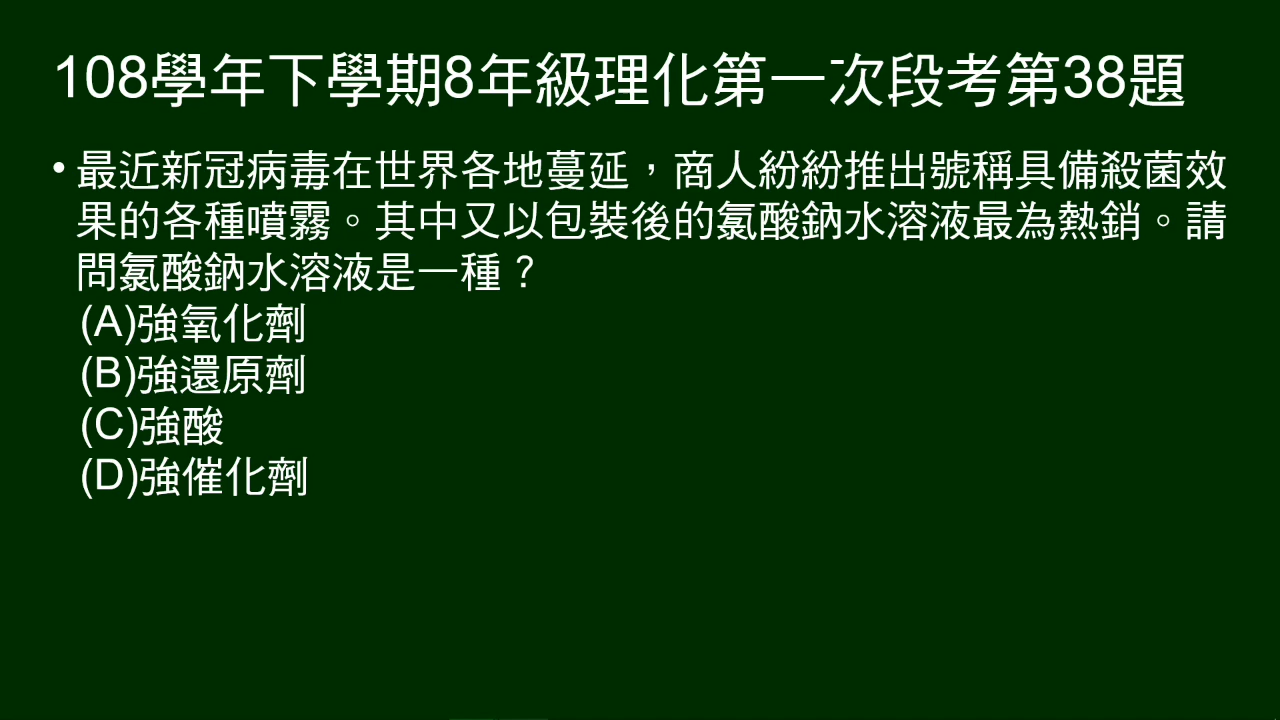 108學年下學期8年級理化第一次段考第38題
• 最近新冠病毒在世界各地蔓延，商人紛紛推出號稱具備殺菌效
果的各種噴霧。其中又以包裝後的氯酸鈉水溶液最為熱銷。請
問氯酸鈉水溶液是一種？
(A)強氧化劑
(B)強還原劑
(C)強酸
(D)強催化劑